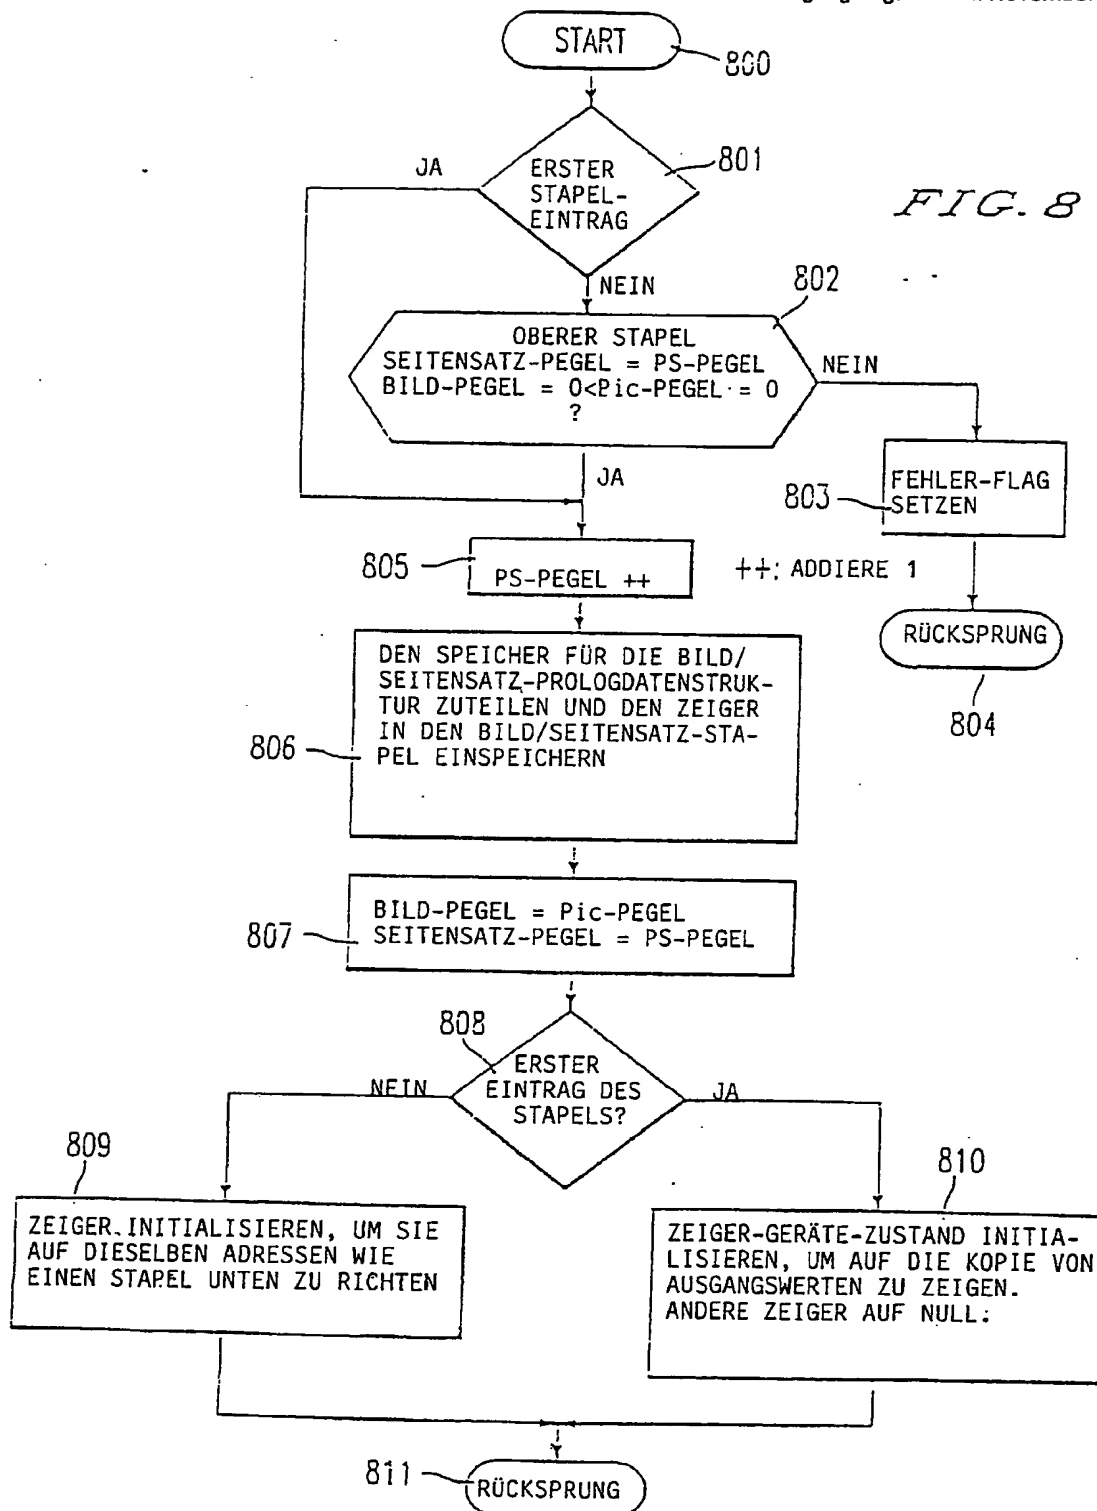 START
800
801
JA
ERSTER
STAPEL-
EINTRAG
FIG. 8
NEIN
802
OBERER STAPEL
SEITENSATZ-PEGEL = PS-PEGEL
BILD-PEGEL = 0<Pic-PEGEL = 0
?
NEIN
JA
803
FEHLER-FLAG
SETZEN
805
PS-PEGEL ++
++: ADDIERE 1
RÜCKSPRUNG
804
DEN SPEICHER FÜR DIE BILD/
SEITENSATZ-PROLOGDATENSTRUK-
TUR ZUTEILEN UND DEN ZEIGER
IN DEN BILD/SEITENSATZ-STA-
PEL EINSPEICHERN
806
BILD-PEGEL = Pic-PEGEL
SEITENSATZ-PEGEL = PS-PEGEL
807
808
ERSTER
EINTRAG DES
STAPELS?
NEIN
JA
809
810
ZEIGER INITIALISIEREN, UM SIE
AUF DIESELBEN ADRESSEN WIE
EINEN STAPEL UNTEN ZU RICHTEN
ZEIGER-GERÄTE-ZUSTAND INITIA-
LISIEREN, UM AUF DIE KOPIE VON
AUSGANGSWERTEN ZU ZEIGEN.
ANDERE ZEIGER AUF NULL.
811
RÜCKSPRUNG